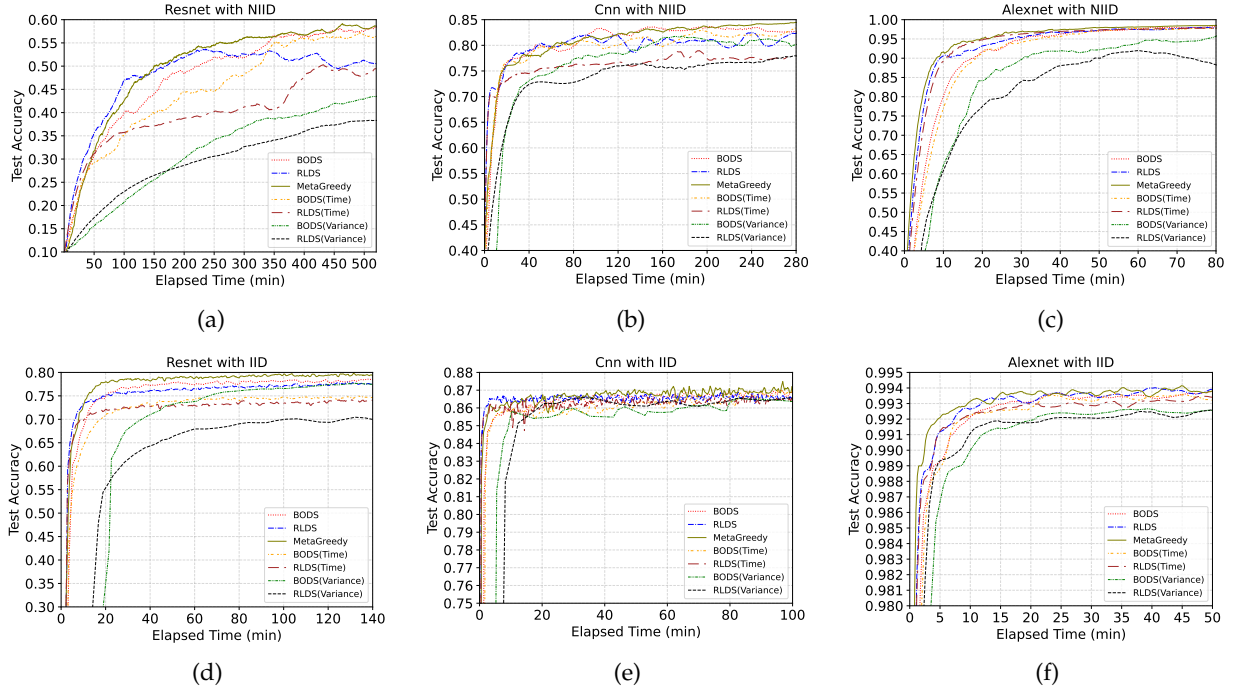 Resnet with NIID
Test Accuracy
0.60
0.55
0.50
0.45
0.40
0.35
0.30
0.25
0.20
0.15
0.10
BODS
RLDS
MetaGreedy
BODS(Time)
RLDS(Time)
BODS(Variance)
RLDS(Variance)
50 100 150 200 250 300 350 400 450 500
Elapsed Time (min)
(a)
Cnn with NIID
Test Accuracy
0.85
0.80
0.75
0.70
0.65
0.60
0.55
0.50
0.45
0.40
BODS
RLDS
MetaGreedy
BODS(Time)
RLDS(Time)
BODS(Variance)
RLDS(Variance)
0 40 80 120 160 200 240 280
Elapsed Time (min)
(b)
Alexnet with NIID
Test Accuracy
1.00
0.95
0.90
0.85
0.80
0.75
0.70
0.65
0.60
0.55
0.50
0.45
0.40
BODS
RLDS
MetaGreedy
BODS(Time)
RLDS(Time)
BODS(Variance)
RLDS(Variance)
0 10 20 30 40 50 60 70 80
Elapsed Time (min)
(c)
Resnet with IID
Test Accuracy
0.80
0.75
0.70
0.65
0.60
0.55
0.50
0.45
0.40
0.30
BODS
RLDS
MetaGreedy
BODS(Time)
RLDS(Time)
BODS(Variance)
RLDS(Variance)
0 20 40 60 80 100 120 140
Elapsed Time (min)
(d)
Cnn with IID
Test Accuracy
0.88
0.87
0.86
0.85
0.84
0.83
0.82
0.81
0.80
0.79
0.78
0.77
0.76
0.75
BODS
RLDS
MetaGreedy
BODS(Time)
RLDS(Time)
BODS(Variance)
RLDS(Variance)
0 20 40 60 80 100
Elapsed Time (min)
(e)
Alexnet with IID
Test Accuracy
0.995
0.994
0.993
0.992
0.991
0.990
0.989
0.988
0.986
0.985
0.984
0.983
0.982
0.981
0.980
BODS
RLDS
MetaGreedy
BODS(Time)
RLDS(Time)
BODS(Variance)
RLDS(Variance)
0 5 10 15 20 25 30 35 40 45 50
Elapsed Time (min)
(f)